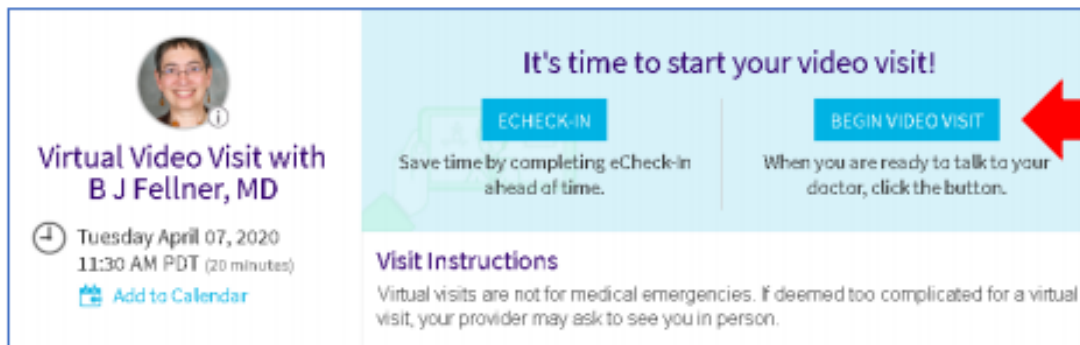 Virtual Video Visit with
B J Fellner, MD
Tuesday April 07, 2020
11:30 AM PDT (20 minutes)
Add to Calendar
It's time to start your video visit!
ECHECK-IN
Save time by completing eCheck-In
ahead of time.
BEGIN VIDEO VISIT
When you are ready to talk to your
doctor, click the button.
Visit Instructions
Virtual visits are not for medical emergencies. If deemed too complicated for a virtual
visit, your provider may ask to see you in person.